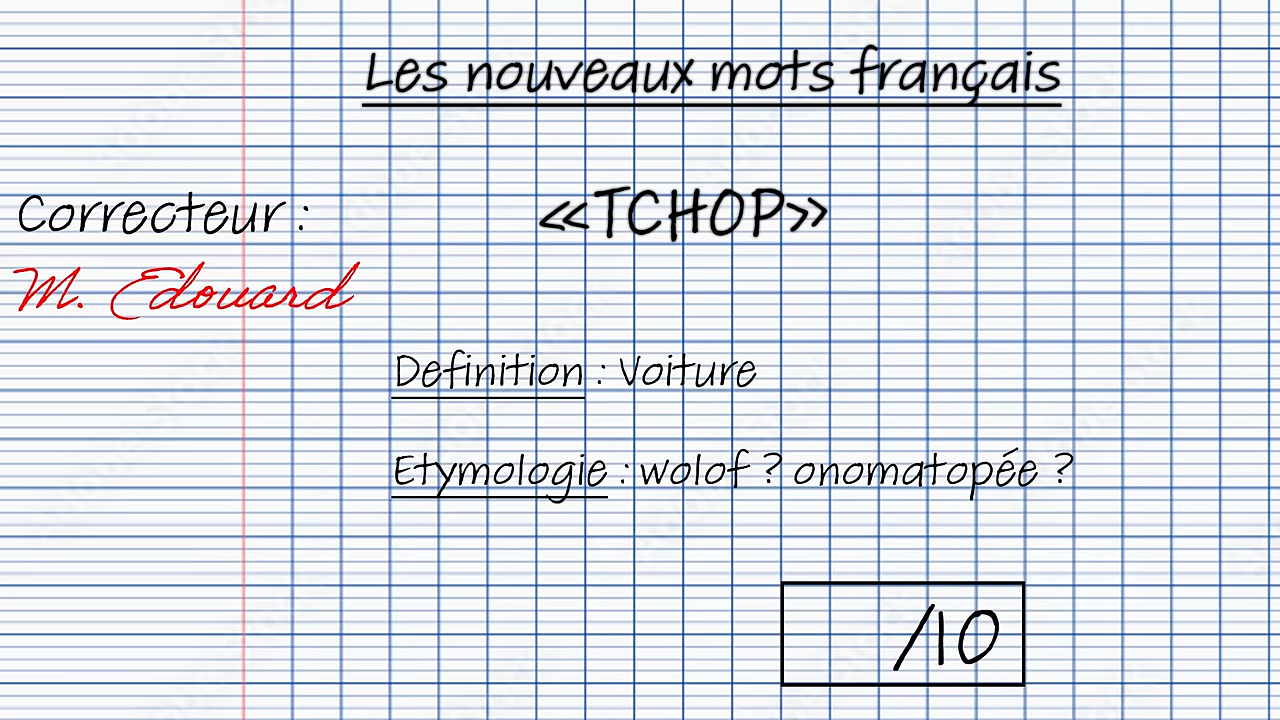 Les nouveaux mots français
Correcteur :
<<TCHOP>>
M. Edouard
Definition : Voiture
Etymologie : wolof ? onomatopée ?
/10